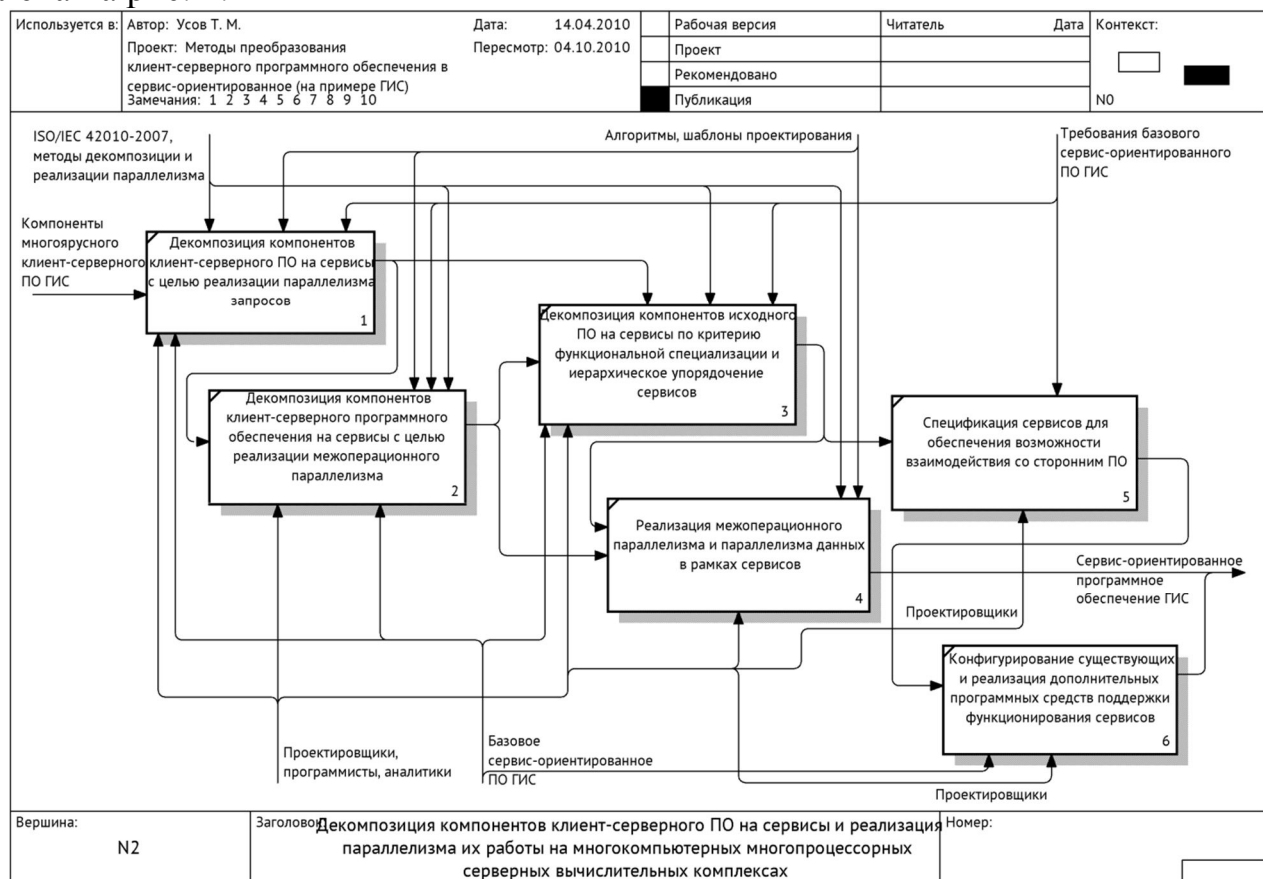 Используется в:
Автор: Усов Т. М.
Дата: 14.04.2010
Проект: Методы преобразования
клиент-серверного программного обеспечения в
сервис-ориентированное (на примере ГИС)
Пересмотр: 04.10.2010
Замечания: 1 2 3 4 5 6 7 8 9 10
Рабочая версия
Проект
Рекомендовано
Публикация
Читатель
Дата
Контекст:
N0
ISO/IEC 42010-2007,
методы декомпозиции и
реализации параллелизма
Алгоритмы, шаблоны проектирования
Требования базового
сервис-ориентированного
ПО ГИС
Компоненты
многоярусного
клиент-серверного
ПО ГИС
Декомпозиция компонентов
клиент-серверного ПО на сервисы
с целью реализации параллелизма
запросов
1
Декомпозиция компонентов
клиент-серверного программного
обеспечения на сервисы с целью
реализации межоперационного
параллелизма
2
Декомпозиция компонентов исходного
ПО на сервисы по критерию
функциональной специализации и
иерархическое упорядочение
сервисов
3
Реализация межоперационного
параллелизма и параллелизма данных
в рамках сервисов
4
Спецификация сервисов для
обеспечения возможности
взаимодействия со сторонним ПО
5
Сервис-ориентированное
программное
обеспечение ГИС
Проектировщики
Конфигурирование существующих
и реализация дополнительных
программных средств поддержки
функционирования сервисов
6
Проектировщики,
программисты, аналитики
Базовое
сервис-ориентированное
ПО ГИС
Проектировщики
Вершина:
N2
Заголовок:
Декомпозиция компонентов клиент-серверного ПО на сервисы и реализация
параллелизма их работы на многокомпьютерных многопроцессорных
серверных вычислительных комплексах
Номер: